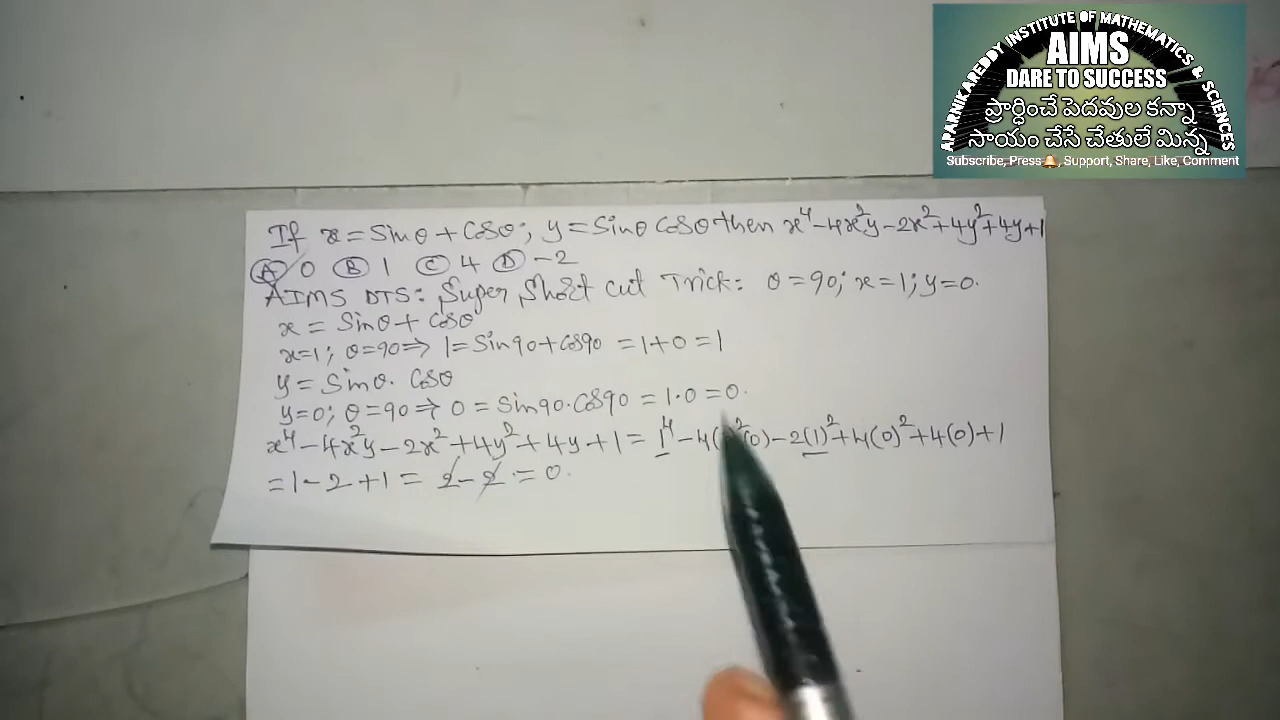 APARNIKAREDDY INSTITUTE OF MATHEMATICS & SCIENCES
AIMS
DARE TO SUCCESS
ప్రార్ధించే పెదవుల కన్నా
సాయం చేసే చేతులే మిన్న
Subscribe, Press🔔, Support, Share, Like, Comment
If x = Sinθ + Cosθ; y = Sinθ Cosθ then x⁴-4x²y-2x²+4y²+4y+1
Ⓐ 0 Ⓑ 1 Ⓒ 4 Ⓓ -2
AIMS DTS: Super Short cut Trick: θ=90; x=1; y=0.
x = Sinθ + Cosθ
x=1; θ=90 ⇒ 1 = Sin90 + Cos90 = 1+0 = 1
y = Sinθ. Cosθ
y=0; θ=90 ⇒ 0 = Sin90.Cos90 = 1.0 = 0.
x⁴-4x²y-2x²+4y²+4y+1 = 1⁴-4( )²(0)-2(1)²+4(0)²+4(0)+1
= 1-2+1 = 2-2 = 0.